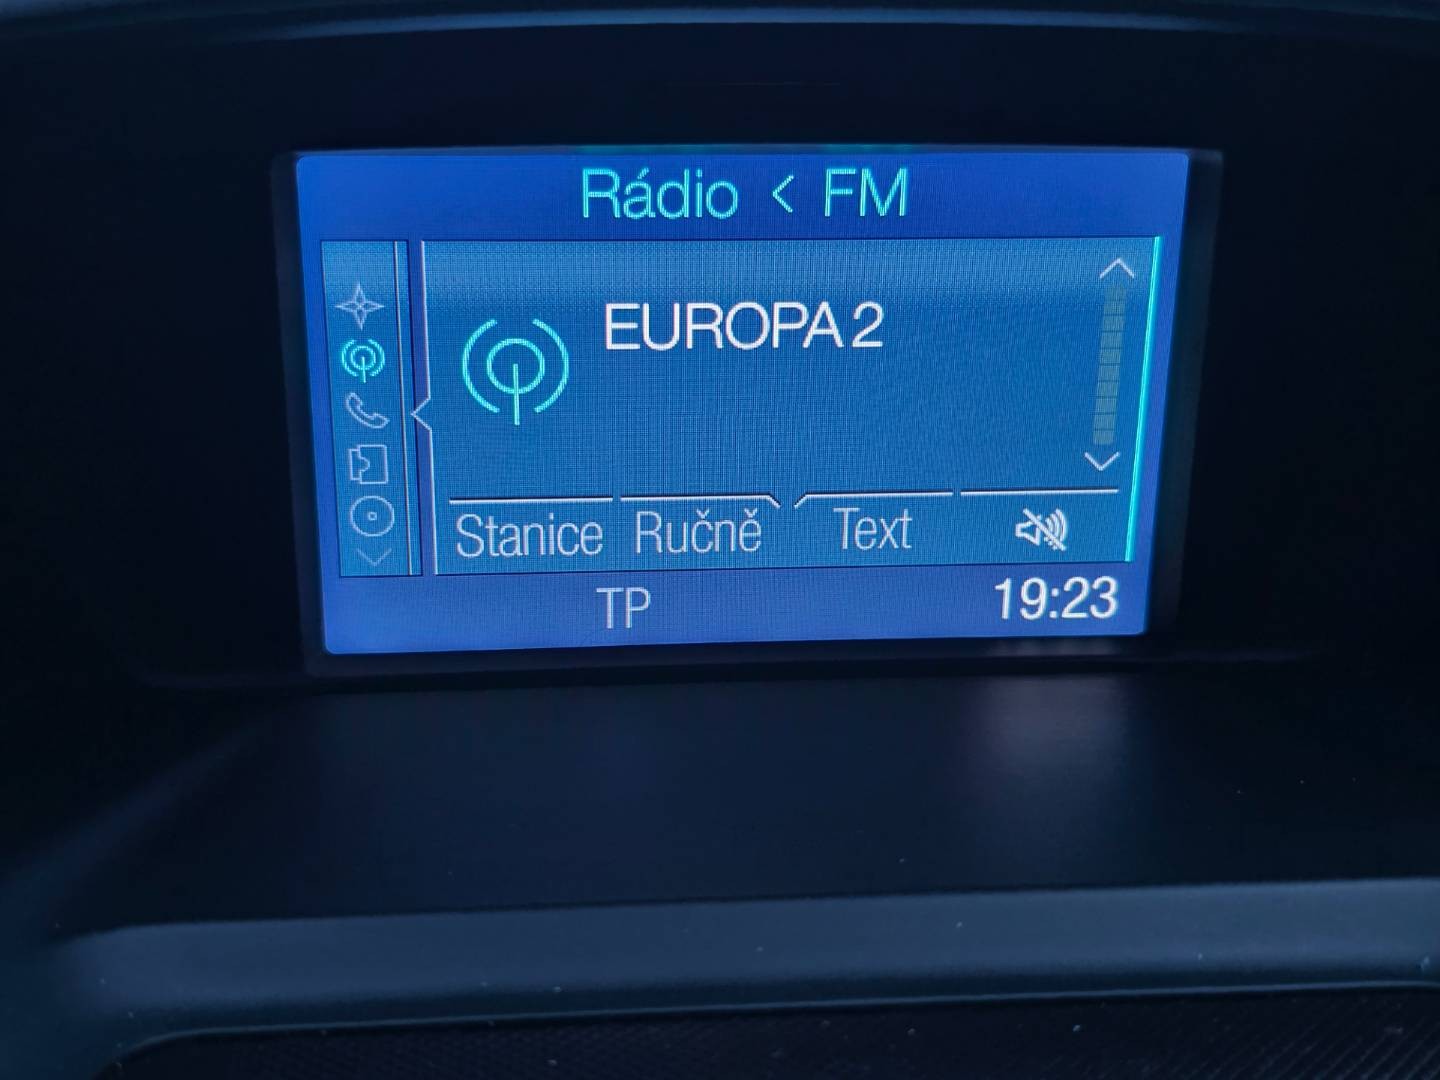 Rádio < FM
EUROPA 2
Stanice Ručně Text
TP 19:23